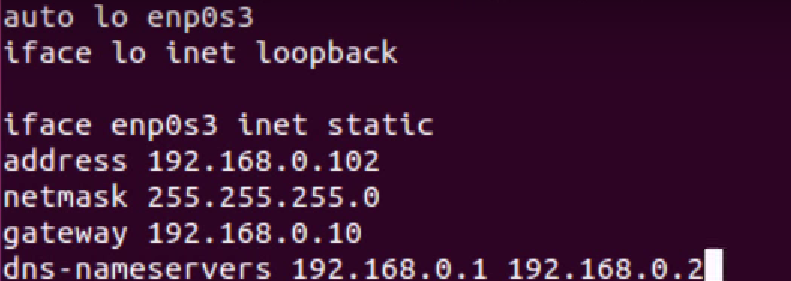 auto lo enp0s3
iface lo inet loopback
iface enp0s3 inet static
address 192.168.0.102
netmask 255.255.255.0
gateway 192.168.0.10
dns-nameservers 192.168.0.1 192.168.0.2